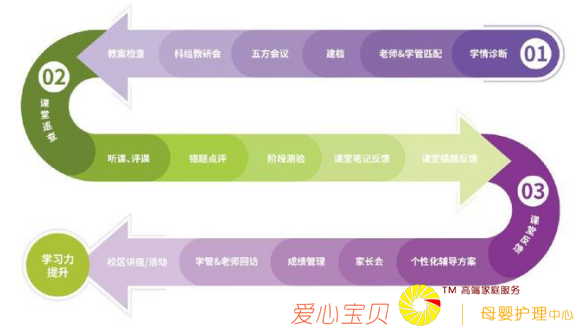 01
学情诊断
老师&学管匹配
建档
五方会议
科组教研会
教案检查
02
课堂巡查
听课、评课
错题点评
阶段测验
课堂笔记反馈
课堂错题反馈
03
课堂反馈
个性化辅导方案
家长会
成绩管理
学管&老师回访
校区讲座/活动
学习力
提升
爱心宝贝
TM 高端家庭服务
母婴护理中心